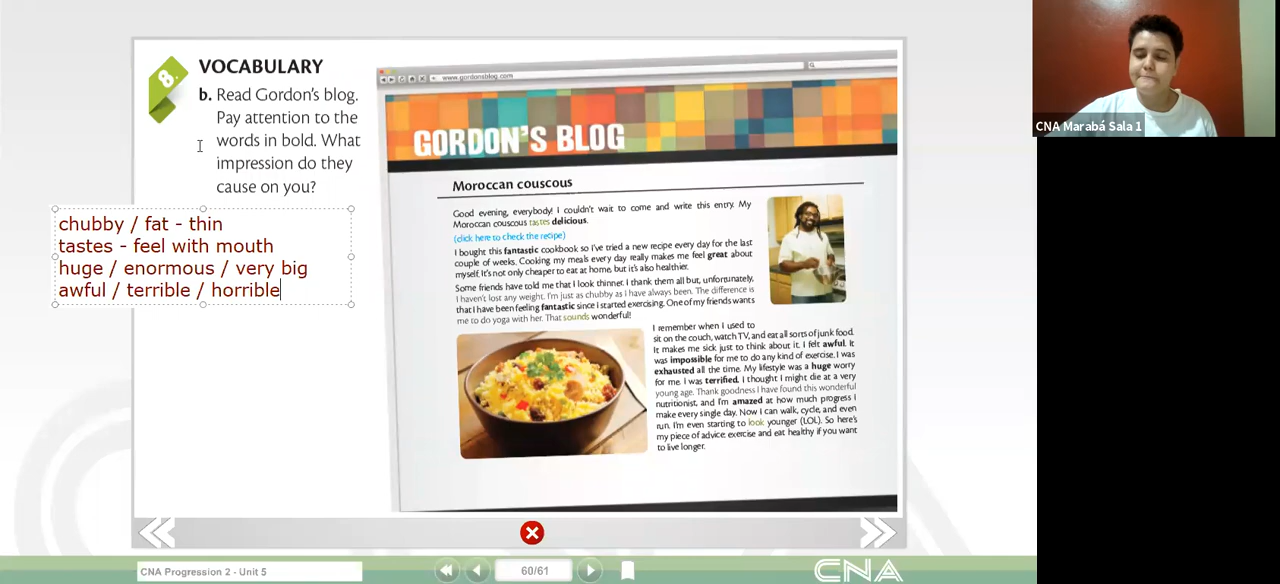 8. VOCABULARY
b. Read Gordon's blog.
Pay attention to the
words in bold. What
impression do they
cause on you?
chubby / fat - thin
tastes - feel with mouth
huge / enormous / very big
awful / terrible / horrible
www.gordonsblog.com
GORDON'S BLOG
Moroccan couscous
Good evening, everybody! I couldn't wait to come and write this entry. My
Moroccan couscous tastes delicious.
(click here to check the recipe)
I bought this fantastic cookbook so I've tried a new recipe every day for the last
couple of weeks. Cooking my meals every day really makes me feel great about
myself. It's not only cheaper to eat at home, but it's also healthier.
Some friends have told me that I look thinner. I thank them all but, unfortunately,
I haven't lost any weight. I'm just as chubby as I have always been. The difference is
that I have been feeling fantastic since I started exercising. One of my friends wants
me to do yoga with her. That sounds wonderful!
I remember when I used to
sit on the couch, watch TV, and eat all sorts of junk food.
It makes me sick just to think about it. I felt awful. It
was impossible for me to do any kind of exercise. I was
exhausted all the time. My lifestyle was a huge worry
for me. I was terrified. I thought I might die at a very
young age. Thank goodness I have found this wonderful
nutritionist, and I'm amazed at how much progress I
make every single day. Now I can walk, cycle, and even
run. I'm even starting to look younger (LOL). So here's
my piece of advice: exercise and eat healthy if you want
to live longer.
CNA Marabá Sala 1
CNA Progression 2 - Unit 5
60/61
CNA